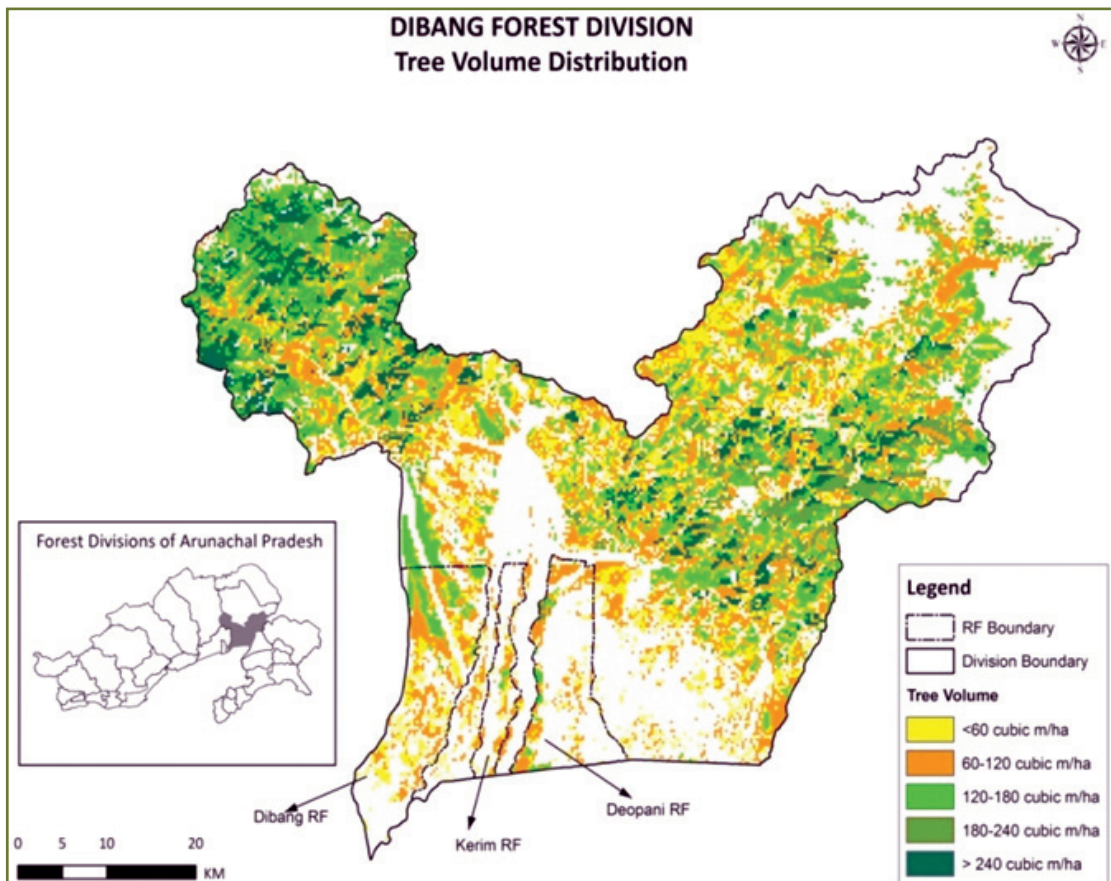 DIBANG FOREST DIVISION
Tree Volume Distribution
N
W E
S
Forest Divisions of Arunachal Pradesh
Dibang RF
Kerim RF
Deopani RF
0 5 10 20
KM
Legend
RF Boundary
Division Boundary
Tree Volume
<60 cubic m/ha
60-120 cubic m/ha
120-180 cubic m/ha
180-240 cubic m/ha
> 240 cubic m/ha